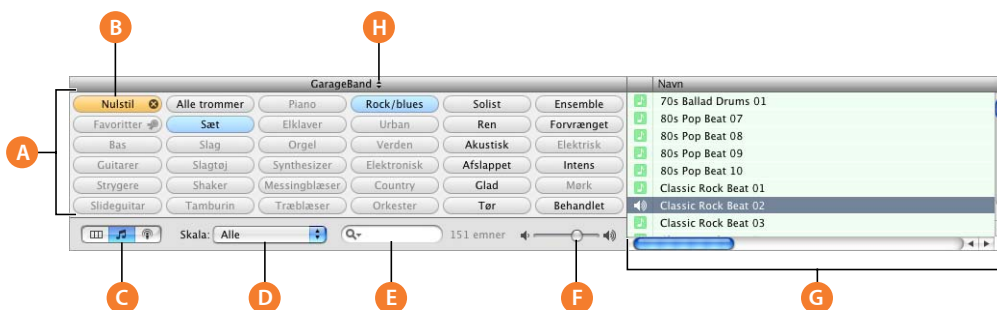 B
H
GarageBand
Navn
Nulstil
Alle trommer
Piano
Rock/blues
Solist
Ensemble
70s Ballad Drums 01
Favoritter
Sæt
Elklaver
Urban
Ren
Forvrænget
80s Pop Beat 07
Bas
Slag
Orgel
Verden
Akustisk
Elektrisk
80s Pop Beat 08
A
80s Pop Beat 09
Guitarer
Slagtøj
Synthesizer
Elektronisk
Afslappet
Intens
80s Pop Beat 10
Strygere
Shaker
Messingblæser
Country
Glad
Mørk
Classic Rock Beat 01
Slideguitar
Tamburin
Træblæser
Orkester
Tør
Behandlet
Classic Rock Beat 02
Classic Rock Beat 03
Skala: Alle
151 emner
C
D
E
F
G